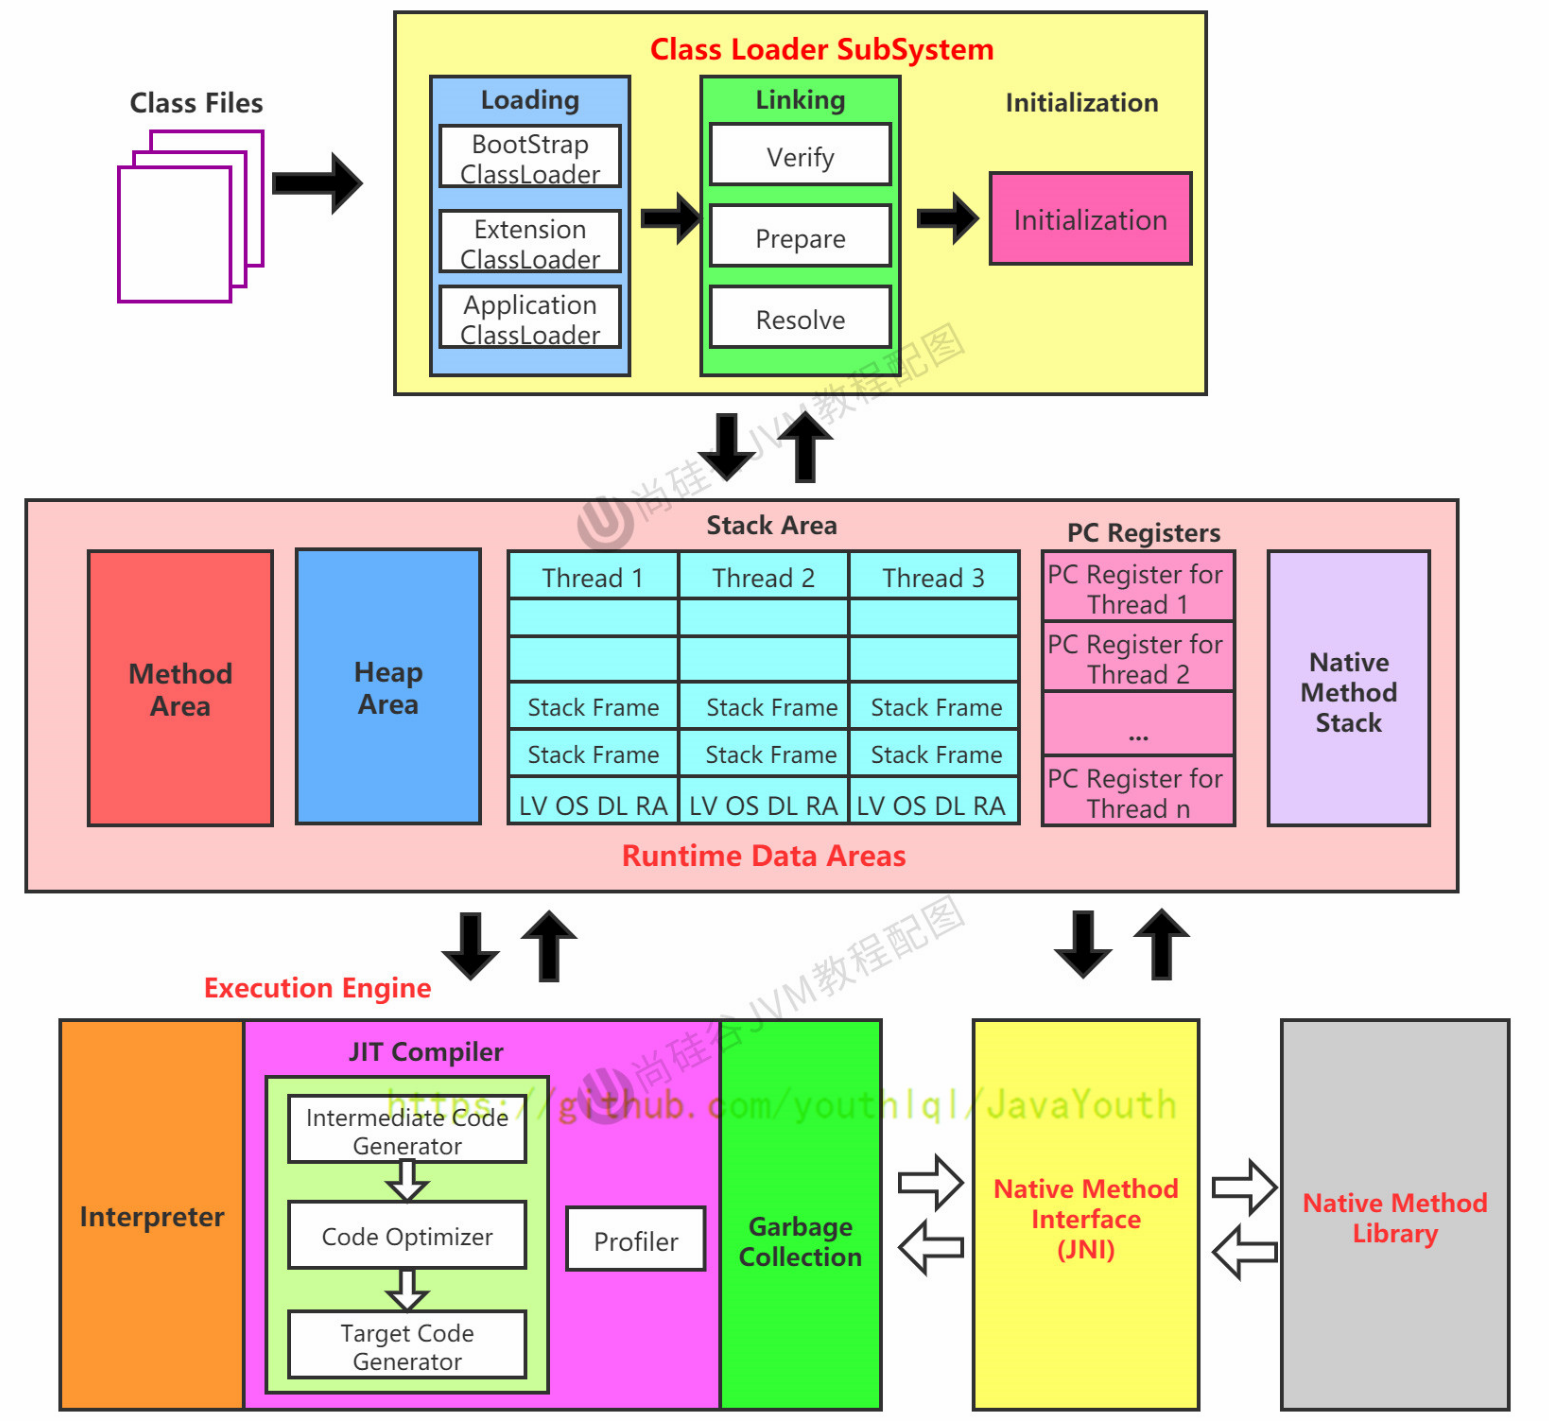 Class Loader SubSystem
Class Files
Loading
Linking
Initialization
BootStrap
ClassLoader
Extension
ClassLoader
Application
ClassLoader
Verify
Prepare
Resolve
Initialization
尚硅谷JVM教程配图
Stack Area
PC Registers
Method
Area
Heap
Area
Thread 1
Thread 2
Thread 3
Stack Frame
Stack Frame
Stack Frame
Stack Frame
Stack Frame
Stack Frame
LV OS DL RA
LV OS DL RA
LV OS DL RA
PC Register for
Thread 1
PC Register for
Thread 2
...
PC Register for
Thread n
Native
Method
Stack
Runtime Data Areas
尚硅谷JVM教程配图
Execution Engine
Interpreter
JIT Compiler
Intermediate Code
Generator
Code Optimizer
Target Code
Generator
Profiler
Garbage
Collection
https://github.com/youthlql/JavaYouth
Native Method
Interface
(JNI)
Native Method
Library